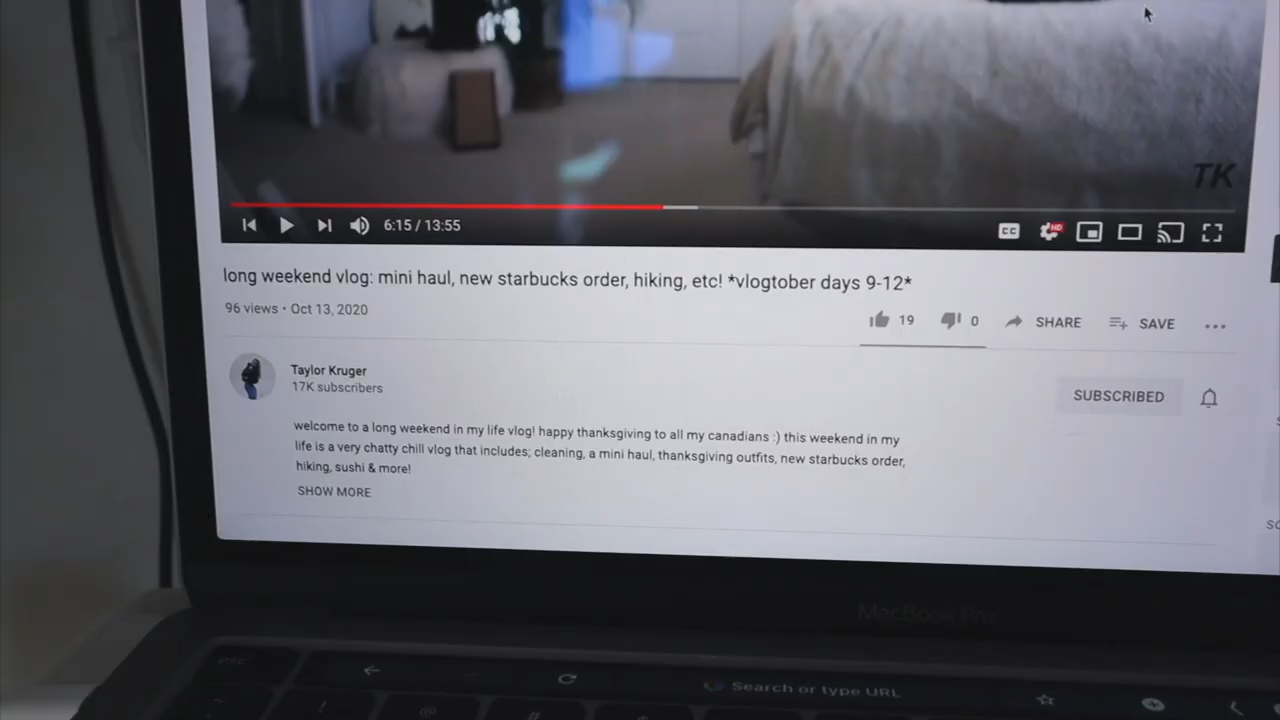 TK
6:15 / 13:55
CC
HD
long weekend vlog: mini haul, new starbucks order, hiking, etc! *vlogtober days 9-12*
96 views • Oct 13, 2020
19
0
SHARE
SAVE
Taylor Kruger
17K subscribers
SUBSCRIBED
welcome to a long weekend in my life vlog! happy thanksgiving to all my canadians :) this weekend in my
life is a very chatty chill vlog that includes; cleaning, a mini haul, thanksgiving outfits, new starbucks order,
hiking, sushi & more!
SHOW MORE
MacBook Pro
esc
Search or type URL